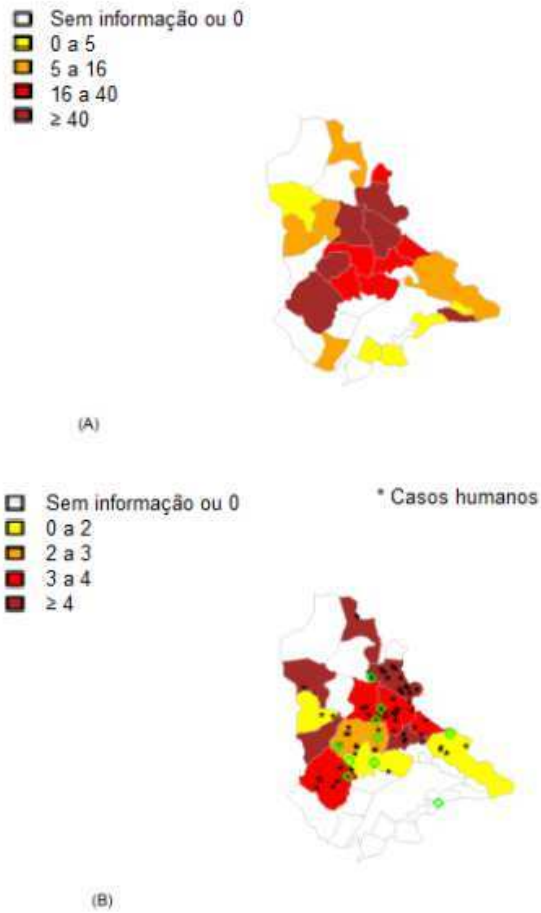 Sem informação ou 0
0 a 5
5 a 16
16 a 40
≥ 40
(A)
Sem informação ou 0
* Casos humanos
0 a 2
2 a 3
3 a 4
≥ 4
(B)